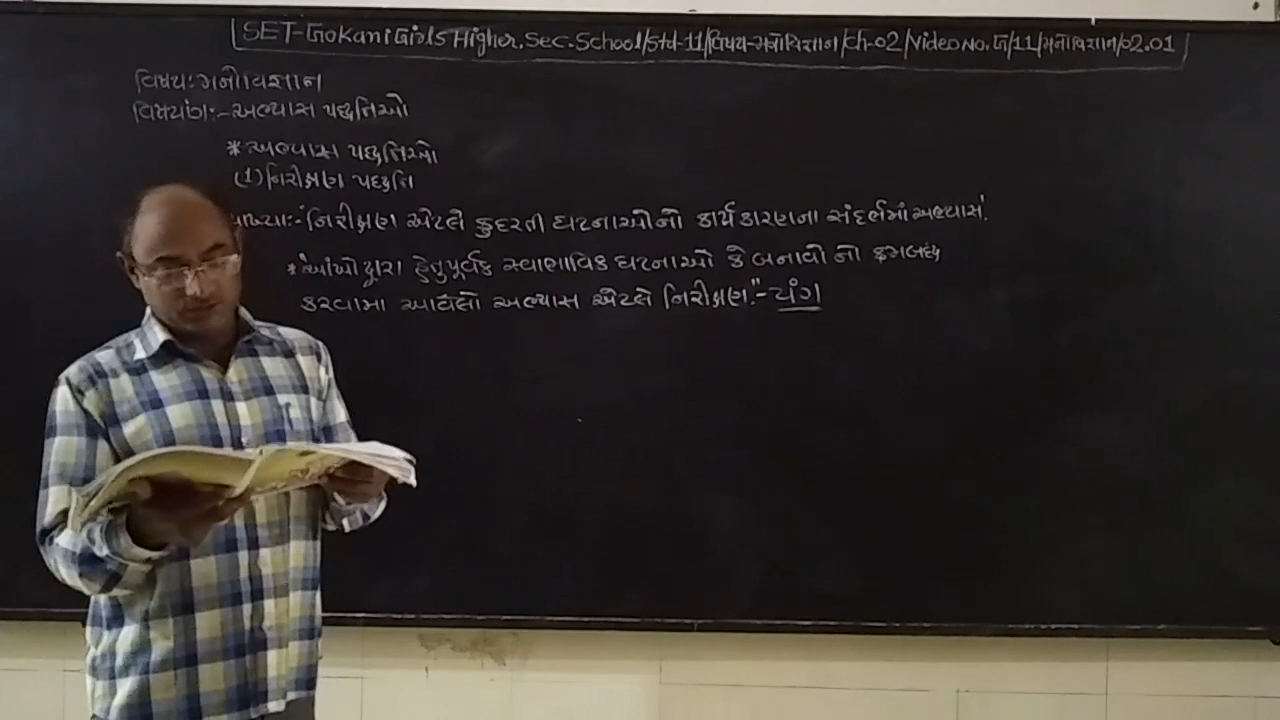 SET-Gokani Girls Higher.Sec.School/Std-11/વિષય-મનોવિજ્ઞાન/Ch-02/Video No.G/11/મનોવિજ્ઞાન/02.01
વિષય:મનોવિજ્ઞાન
વિષયાંગ:-અભ્યાસ પદ્ધતિઓ
*અભ્યાસ પદ્ધતિઓ
(1)નિરીક્ષણ પદ્ધતિ
"નિરીક્ષણ એટલે કુદરતી ઘટનાઓનો કાર્યકારણના સંદર્ભમાં અભ્યાસ".
*"આંખો દ્વારા હેતુપૂર્વક સ્વાભાવિક ઘટનાઓ કે બનાવો નો ક્રમબદ્ધ
કરવામા આવેલો અભ્યાસ એટલે નિરીક્ષણ."-યંગ